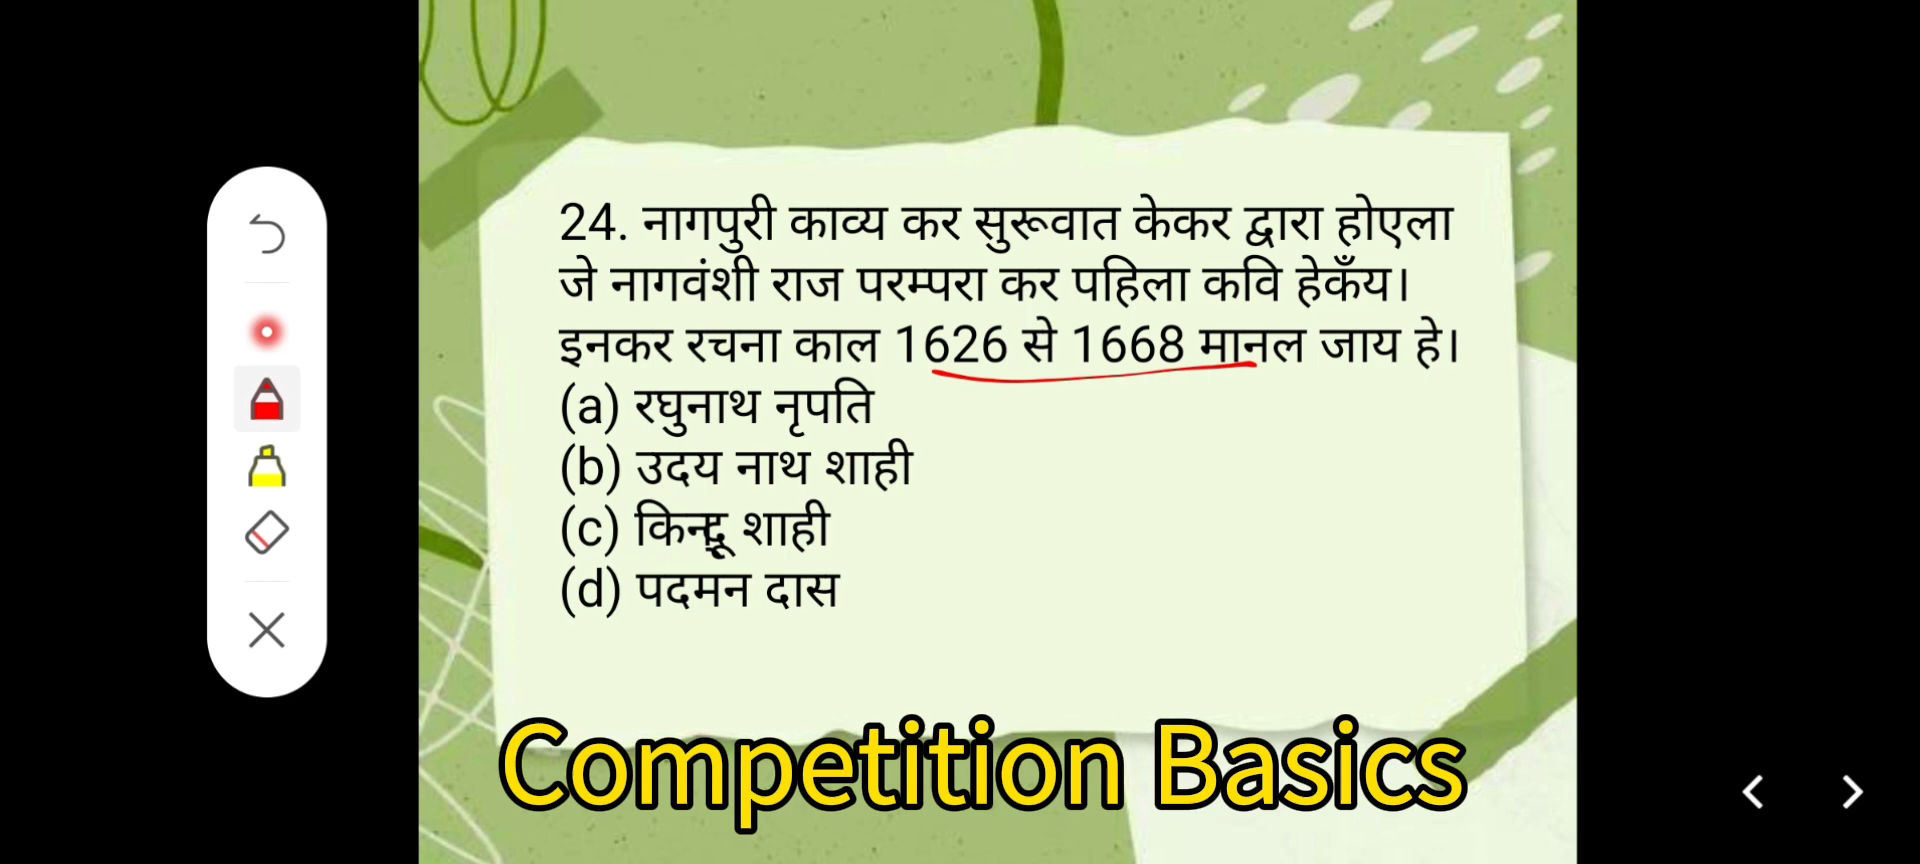 24. नागपुरी काव्य कर सुरूवात केकर द्वारा होएला
जे नागवंशी राज परम्परा कर पहिला कवि हेकँय।
इनकर रचना काल 1626 से 1668 मानल जाय हे।
(a) रघुनाथ नृपति
(b) उदय नाथ शाही
(c) किन्दू शाही
(d) पदमन दास
Competition Basics